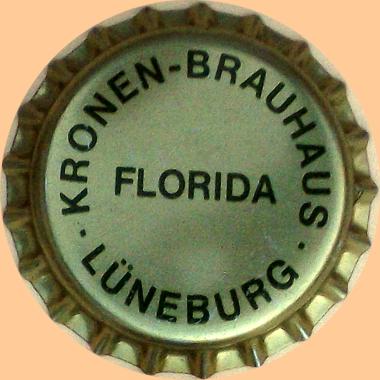 KRONEN-BRAUHAUS
FLORIDA
· LÜNEBURG ·